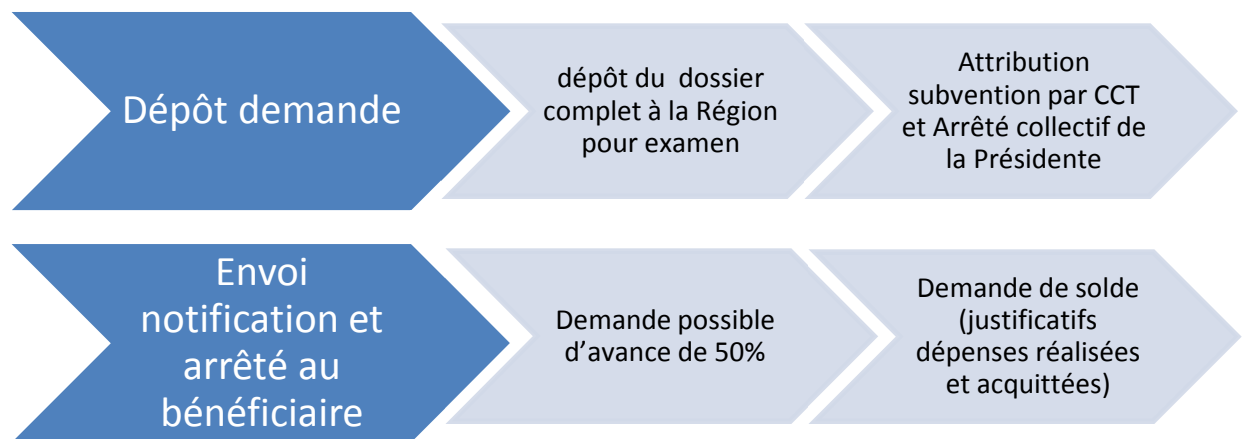 Dépôt demande
dépôt du dossier
complet à la Région
pour examen
Attribution
subvention par CCT
et Arrêté collectif de
la Présidente
Envoi
notification et
arrêté au
bénéficiaire
Demande possible
d’avance de 50%
Demande de solde
(justificatifs
dépenses réalisées
et acquittées)